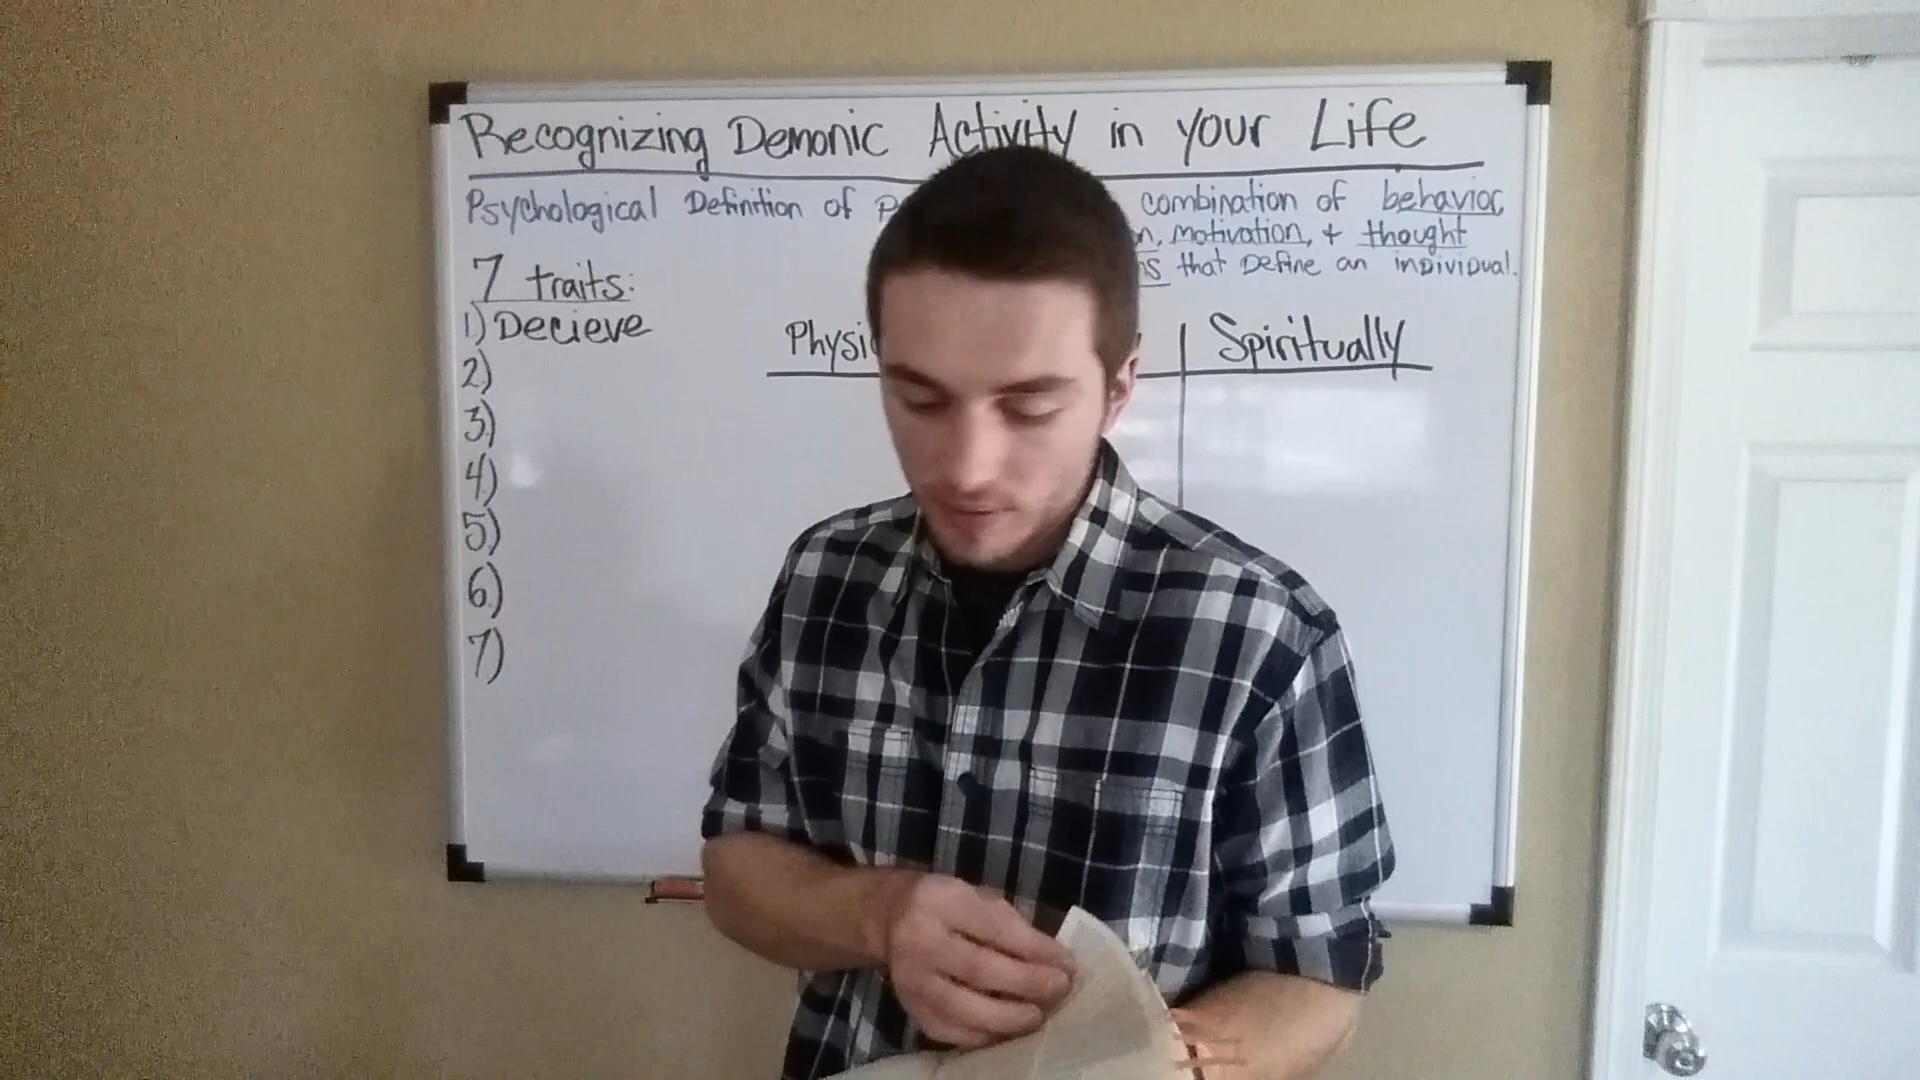 Recognizing Demonic Activity in your Life
Psychological Definition of combination of behavior,
motivation, + thought
that Define an individual.
7 traits:
1) Decieve
Spiritually
2)
3)
4)
5)
6)
7)